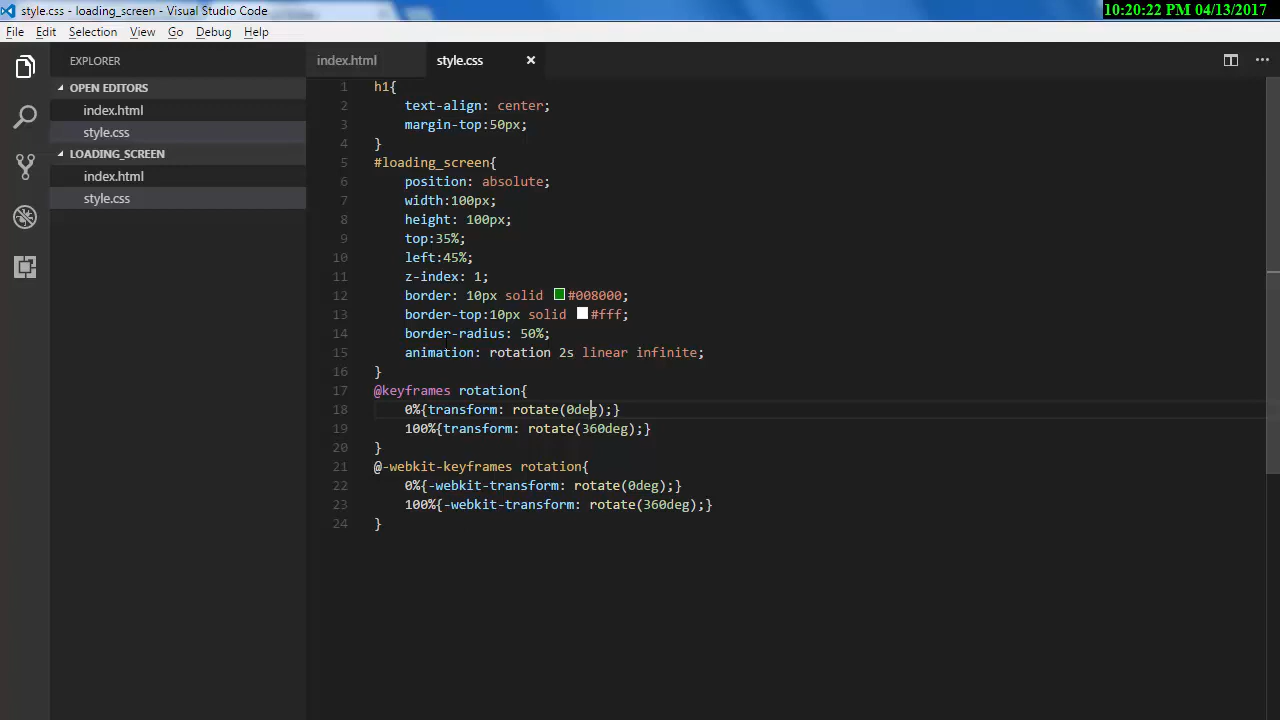 style.css - loading_screen - Visual Studio Code
10:20:22 PM 04/13/2017
File Edit Selection View Go Debug Help
EXPLORER
OPEN EDITORS
index.html
style.css
LOADING_SCREEN
index.html
style.css
index.html style.css ×
1 h1{
2 text-align: center;
3 margin-top:50px;
4 }
5 #loading_screen{
6 position: absolute;
7 width:100px;
8 height: 100px;
9 top:35%;
10 left:45%;
11 z-index: 1;
12 border: 10px solid #008000;
13 border-top:10px solid #fff;
14 border-radius: 50%;
15 animation: rotation 2s linear infinite;
16 }
17 @keyframes rotation{
18 0%{transform: rotate(0deg);}
19 100%{transform: rotate(360deg);}
20 }
21 @-webkit-keyframes rotation{
22 0%{-webkit-transform: rotate(0deg);}
23 100%{-webkit-transform: rotate(360deg);}
24 }